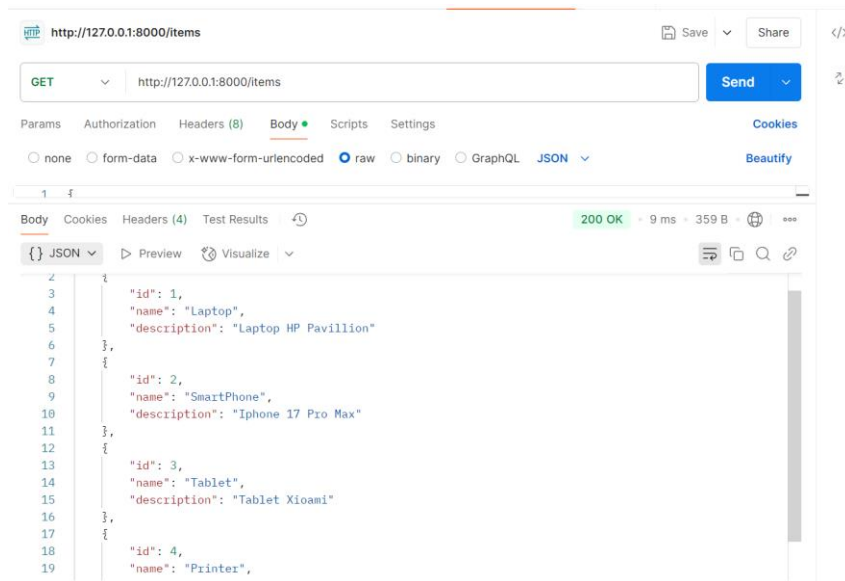 HTTP http://127.0.0.1:8000/items Save Share </>
GET http://127.0.0.1:8000/items Send
Params Authorization Headers (8) Body Scripts Settings Cookies
none form-data x-www-form-urlencoded raw binary GraphQL JSON Beautify
1 {
Body Cookies Headers (4) Test Results 200 OK 9 ms 359 B
{} JSON Preview Visualize
2 {
3 "id": 1,
4 "name": "Laptop",
5 "description": "Laptop HP Pavillion"
6 },
7 {
8 "id": 2,
9 "name": "SmartPhone",
10 "description": "Iphone 17 Pro Max"
11 },
12 {
13 "id": 3,
14 "name": "Tablet",
15 "description": "Tablet Xioami"
16 },
17 {
18 "id": 4,
19 "name": "Printer",